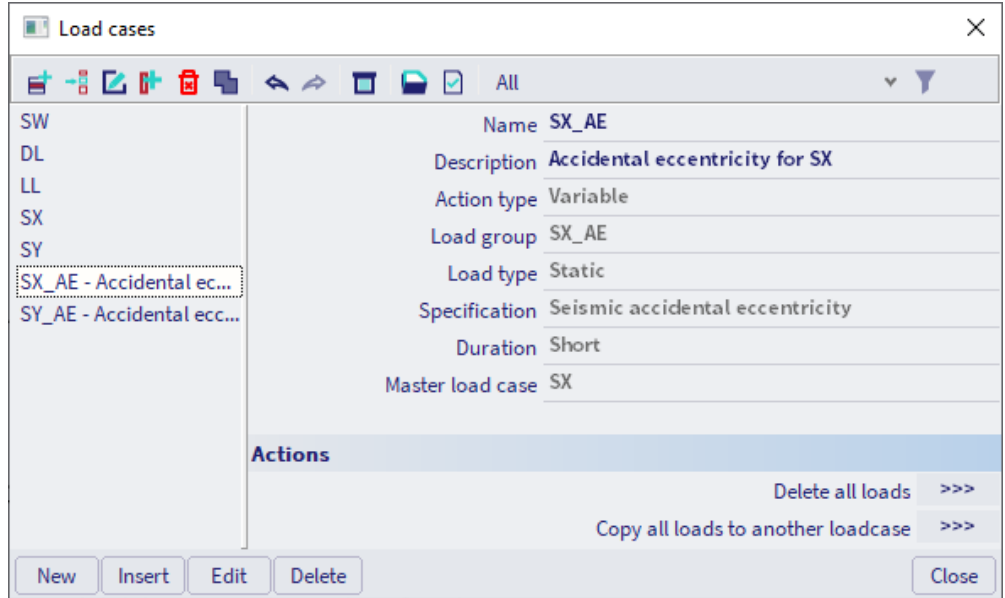 Load cases
All
SW
DL
LL
SX
SY
SX_AE - Accidental ec...
SY_AE - Accidental ecc...
Name SX_AE
Description Accidental eccentricity for SX
Action type Variable
Load group SX_AE
Load type Static
Specification Seismic accidental eccentricity
Duration Short
Master load case SX
Actions
Delete all loads >>>
Copy all loads to another loadcase >>>
New Insert Edit Delete Close